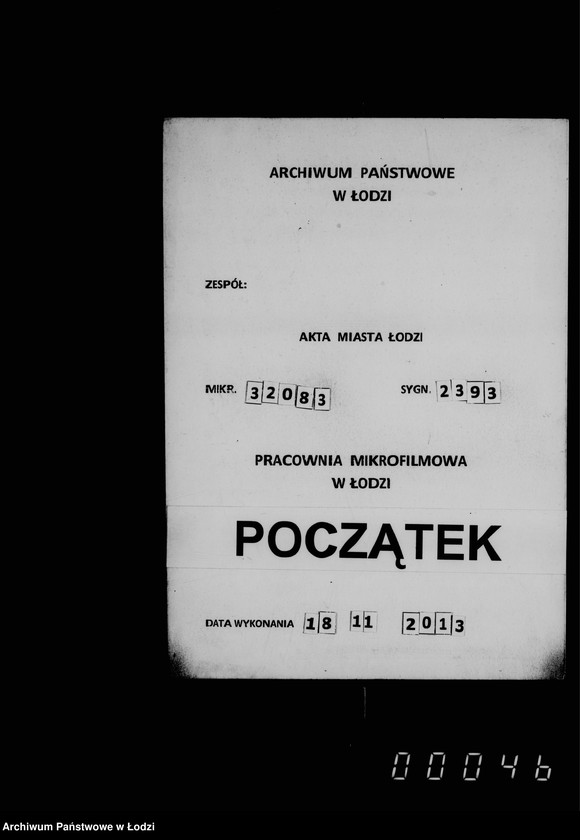 ARCHIWUM PAŃSTWOWE
W ŁODZI
ZESPÓŁ:
AKTA MIASTA ŁODZI
MIKR. 32083 SYGN. 2393
PRACOWNIA MIKROFILMOWA
W ŁODZI
POCZĄTEK
DATA WYKONANIA 18 11 2013
00046
Archiwum Państwowe w Łodzi